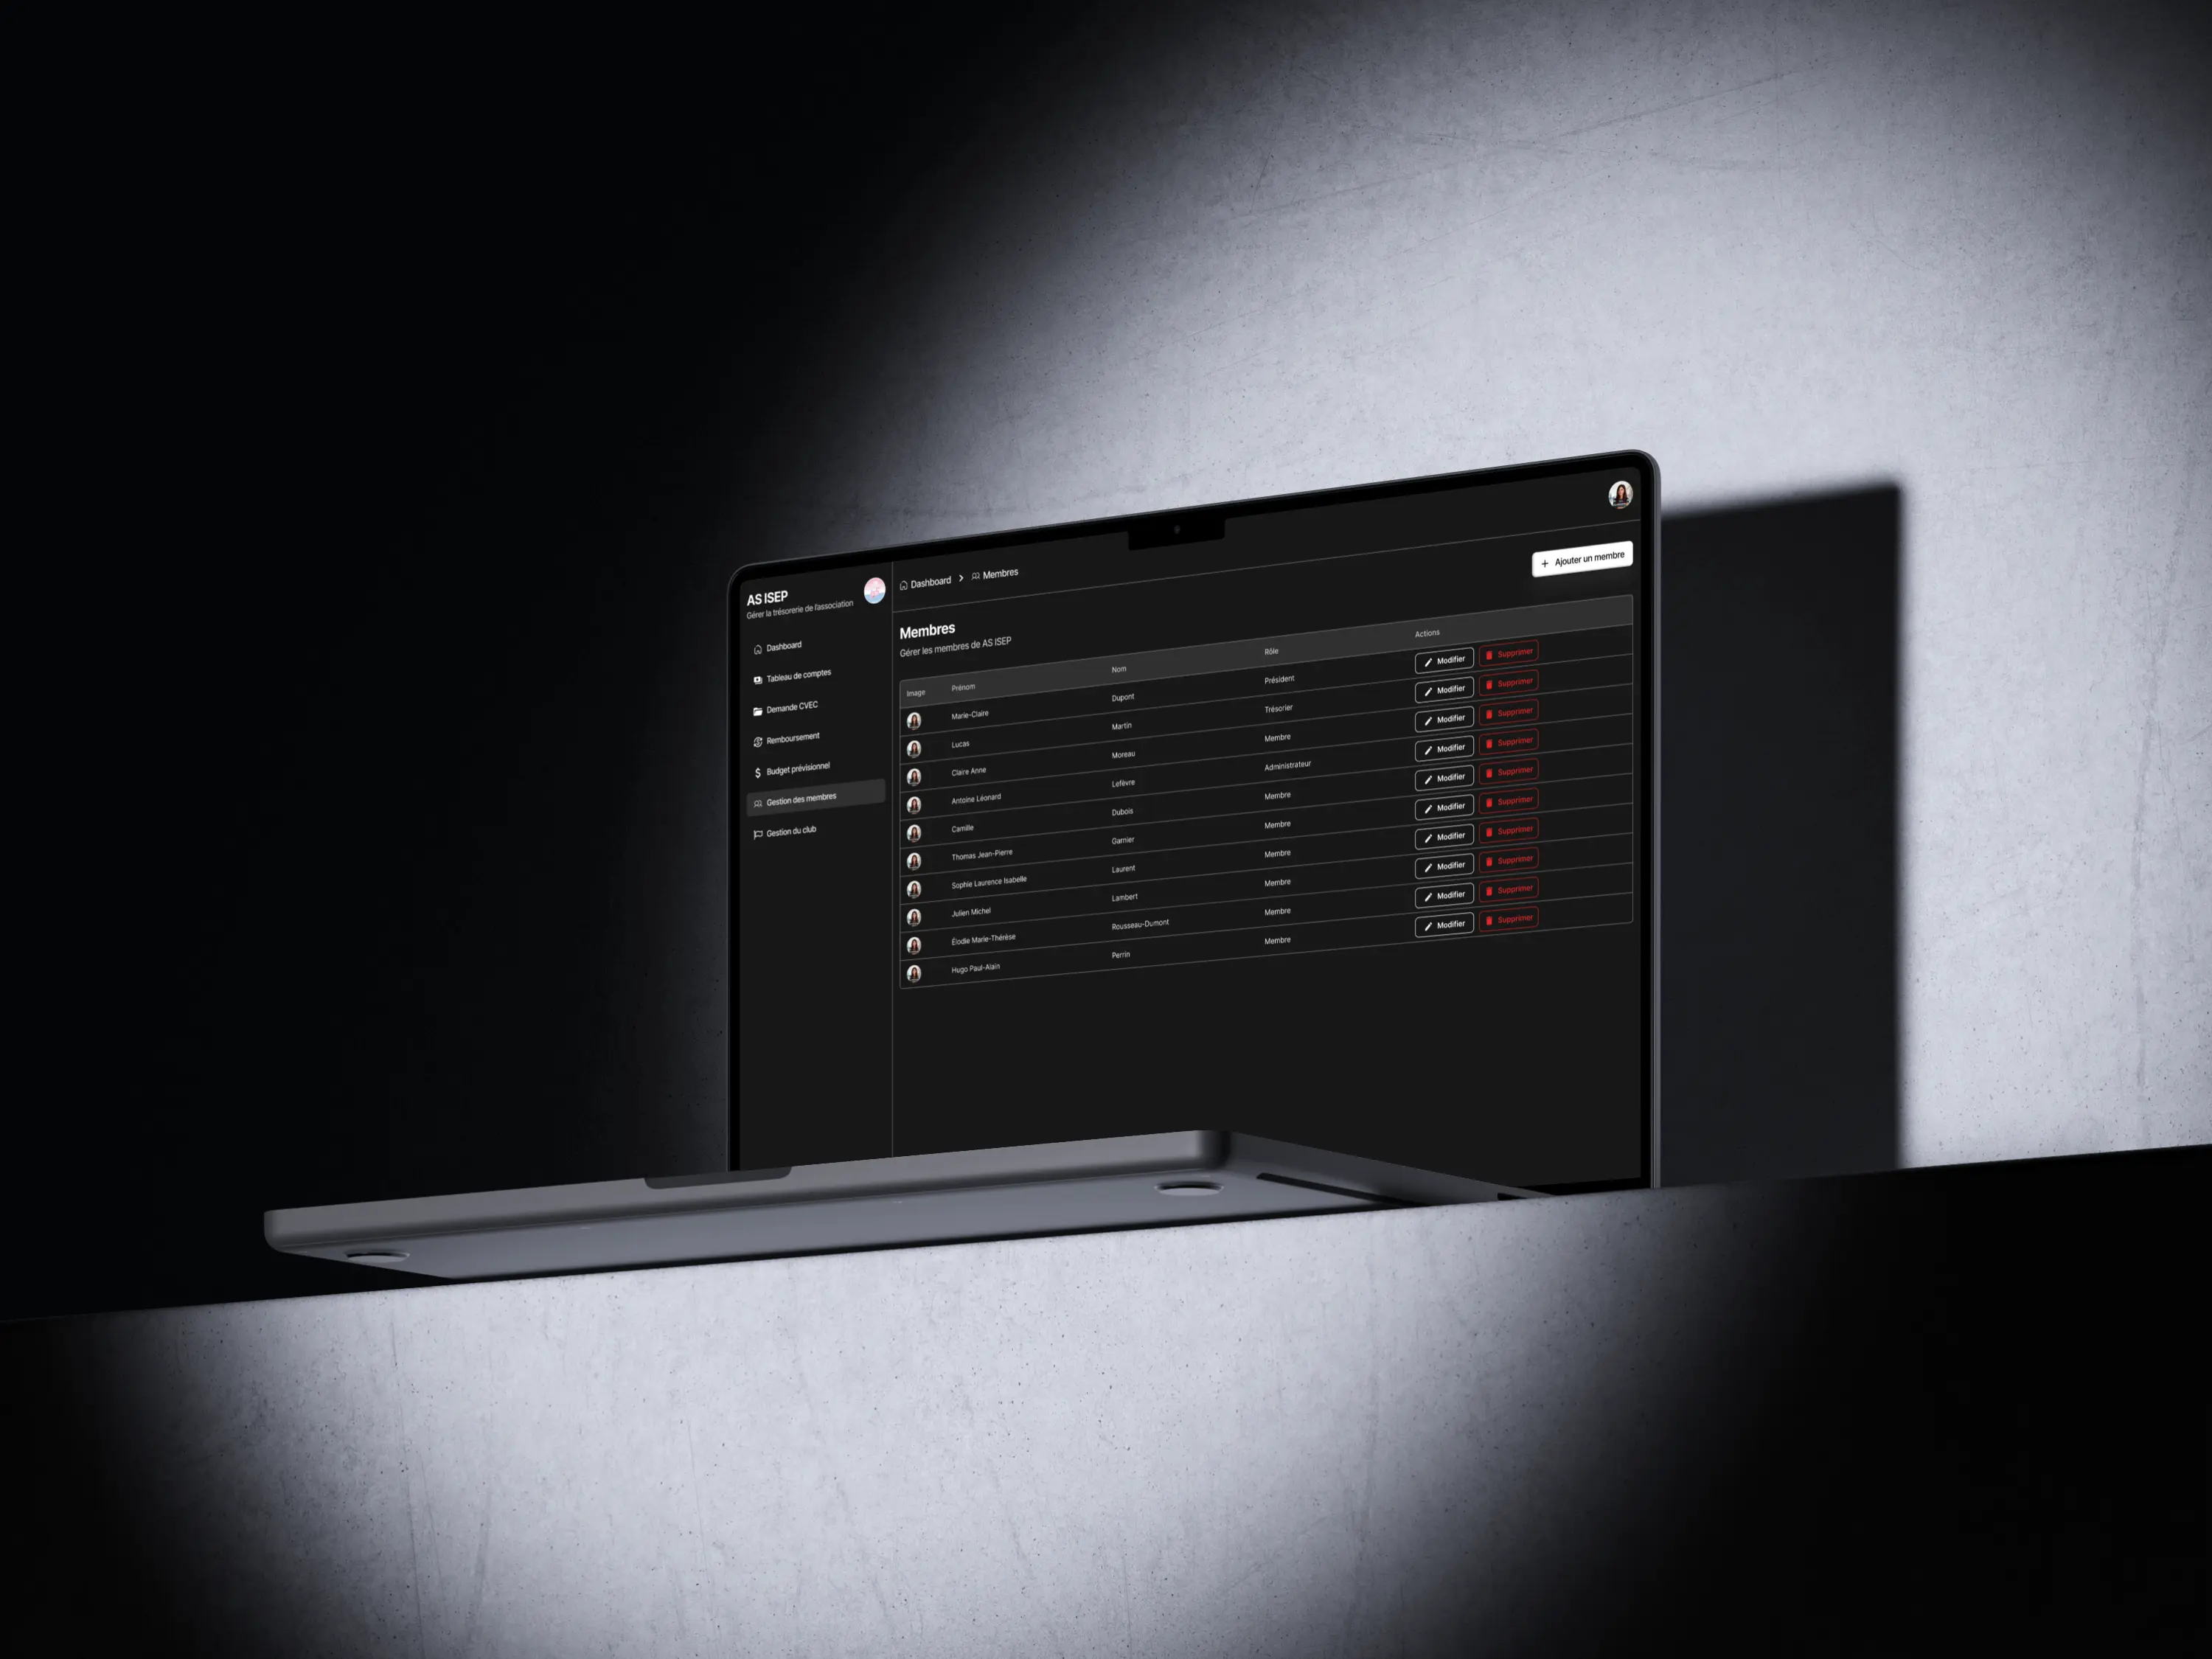 AS ISEP
Gérer la trésorerie de l'association
Dashboard
Tableau de comptes
Demande CVEC
Remboursement
Budget prévisionnel
Gestion des membres
Gestion du club
Dashboard > Membres
Ajouter un membre
Membres
Gérer les membres de AS ISEP
Image Prénom Nom Rôle Actions
Marie-Claire Dupont Président Modifier Supprimer
Lucas Martin Trésorier Modifier Supprimer
Claire Anne Moreau Membre Modifier Supprimer
Antoine Léonard Lefèvre Administrateur Modifier Supprimer
Camille Dubois Membre Modifier Supprimer
Thomas Jean-Pierre Garnier Membre Modifier Supprimer
Sophie Laurence Isabelle Laurent Membre Modifier Supprimer
Julien Michel Lambert Membre Modifier Supprimer
Élodie Marie-Thérèse Rousseau-Dumont Membre Modifier Supprimer
Hugo Paul-Alain Perrin Membre Modifier Supprimer